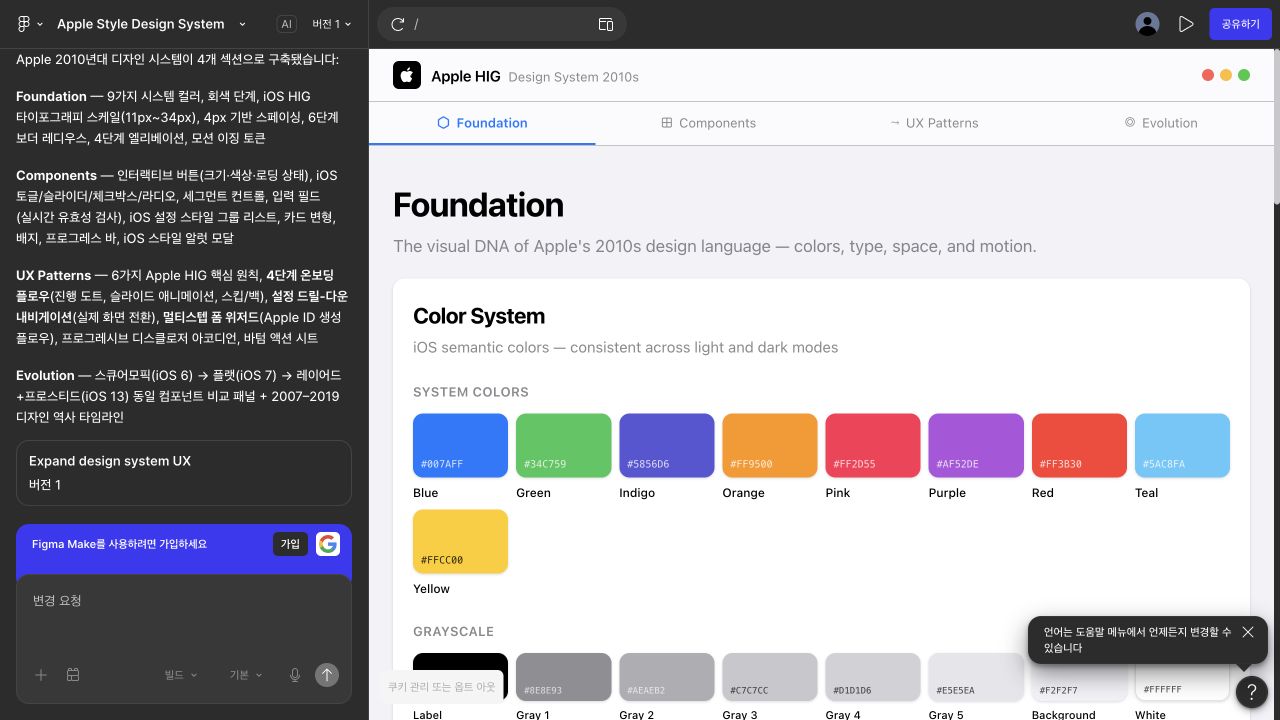 Apple Style Design System
AI
버전 1
/
공유하기
Apple 2010년대 디자인 시스템이 4개 섹션으로 구축됐습니다:
Foundation — 9가지 시스템 컬러, 회색 단계, iOS HIG
타이포그래피 스케일(11px~34px), 4px 기반 스페이싱, 6단계
보더 레디우스, 4단계 엘리베이션, 모션 이징 토큰
Components — 인터랙티브 버튼(크기·색상·로딩 상태), iOS
토글/슬라이더/체크박스/라디오, 세그먼트 컨트롤, 입력 필드
(실시간 유효성 검사), iOS 설정 스타일 그룹 리스트, 카드 변형,
배지, 프로그레스 바, iOS 스타일 알럿 모달
UX Patterns — 6가지 Apple HIG 핵심 원칙, 4단계 온보딩
플로우(진행 도트, 슬라이드 애니메이션, 스킵/백), 설정 드릴-다운
내비게이션(실제 화면 전환), 멀티스텝 폼 위저드(Apple ID 생성
플로우), 프로그레시브 디스클로저 아코디언, 바텀 액션 시트
Evolution — 스큐어모픽(iOS 6) → 플랫(iOS 7) → 레이어드
+프로스티드(iOS 13) 동일 컴포넌트 비교 패널 + 2007–2019
디자인 역사 타임라인
Expand design system UX
버전 1
Figma Make를 사용하려면 가입하세요
가입
변경 요청
빌드
기본
Apple HIG Design System 2010s
Foundation
Components
→ UX Patterns
Evolution
Foundation
The visual DNA of Apple's 2010s design language — colors, type, space, and motion.
Color System
iOS semantic colors — consistent across light and dark modes
SYSTEM COLORS
#007AFF
#34C759
#5856D6
#FF9500
#FF2D55
#AF52DE
#FF3B30
#5AC8FA
Blue
Green
Indigo
Orange
Pink
Purple
Red
Teal
#FFCC00
Yellow
GRAYSCALE
#8E8E93
#AEAEB2
#C7C7CC
#D1D1D6
#E5E5EA
#F2F2F7
#FFFFFF
Label
Gray 1
Gray 2
Gray 3
Gray 4
Gray 5
Background
White
쿠키 관리 또는 옵트 아웃
언어는 도움말 메뉴에서 언제든지 변경할 수
있습니다
?